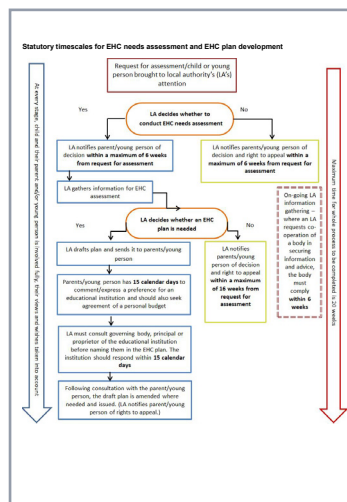 Statutory timescales for EHC needs assessment and EHC plan development
Request for assessment/child or young
person brought to local authority's (LA's)
attention
Yes
LA decides whether to
conduct EHC needs assessment
No
LA notifies parent/young person of
decision within a maximum of 6 weeks
from request for assessment
LA notifies parents/young person of
decision and right to appeal within a
maximum of 6 weeks from request for
assessment
LA gathers information for EHC
assessment
On-going LA
information
gathering –
where an LA
requests co-
operation of
a body in
securing
information
and advice,
the body
must
comply
within 6
weeks
LA decides whether an EHC
plan is needed
Yes
No
LA drafts plan and sends it to parents/young
person
LA notifies
parents/young
person of decision
and right to appeal
within a maximum
of 16 weeks from
request for
assessment
Parents/young person has 15 calendar days to
comment/express a preference for an
educational institution and should also seek
agreement of a personal budget
LA must consult governing body, principal or
proprietor of the educational institution
before naming them in the EHC plan. The
institution should respond within 15 calendar
days
Following consultation with the parent/young
person, the draft plan is amended where
needed and issued. (LA notifies parent/young
person of rights to appeal.)
At every stage, child and their parent and/or young person is involved fully, their views and wishes taken into account
Maximum time for whole process to be completed is 20 weeks